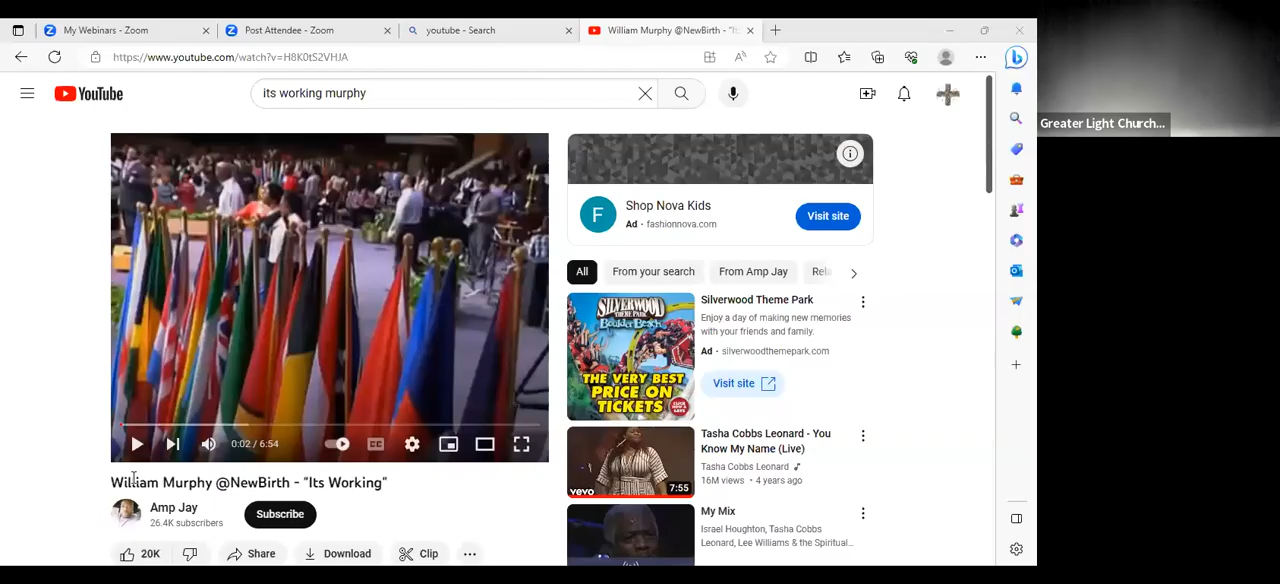 My Webinars - Zoom
Post Attendee - Zoom
youtube - Search
William Murphy @NewBirth - "It
https://www.youtube.com/watch?v=H8K0tS2VHJA
YouTube
its working murphy
Greater Light Church...
Shop Nova Kids
F
Ad · fashionnova.com
Visit site
All
From your search
From Amp Jay
Rela
SILVERWOOD
THEME PARK
BOULDER BEACH
THE VERY BEST
PRICE ON
TICKETS
Silverwood Theme Park
Enjoy a day of making new memories
with your friends and family.
Ad · silverwoodthemepark.com
Visit site
0:02 / 6:54
CC
vevo
7:55
Tasha Cobbs Leonard - You
Know My Name (Live)
Tasha Cobbs Leonard
16M views · 4 years ago
William Murphy @NewBirth - "Its Working"
Amp Jay
26.4K subscribers
Subscribe
My Mix
Israel Houghton, Tasha Cobbs
Leonard, Lee Williams & the Spiritual...
20K
Share
Download
Clip